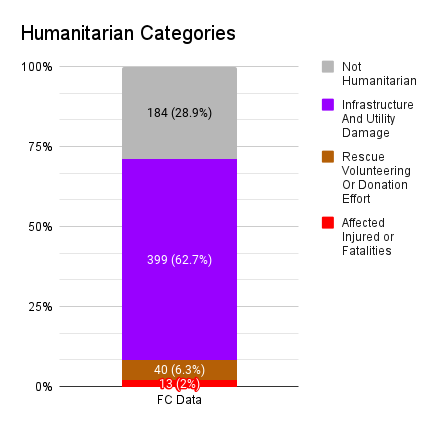 Humanitarian Categories
100%
75%
50%
25%
0%
184 (28.9%)
399 (62.7%)
40 (6.3%)
13 (2%)
FC Data
Not
Humanitarian
Infrastructure
And Utility
Damage
Rescue
Volunteering
Or Donation
Effort
Affected
Injured or
Fatalities